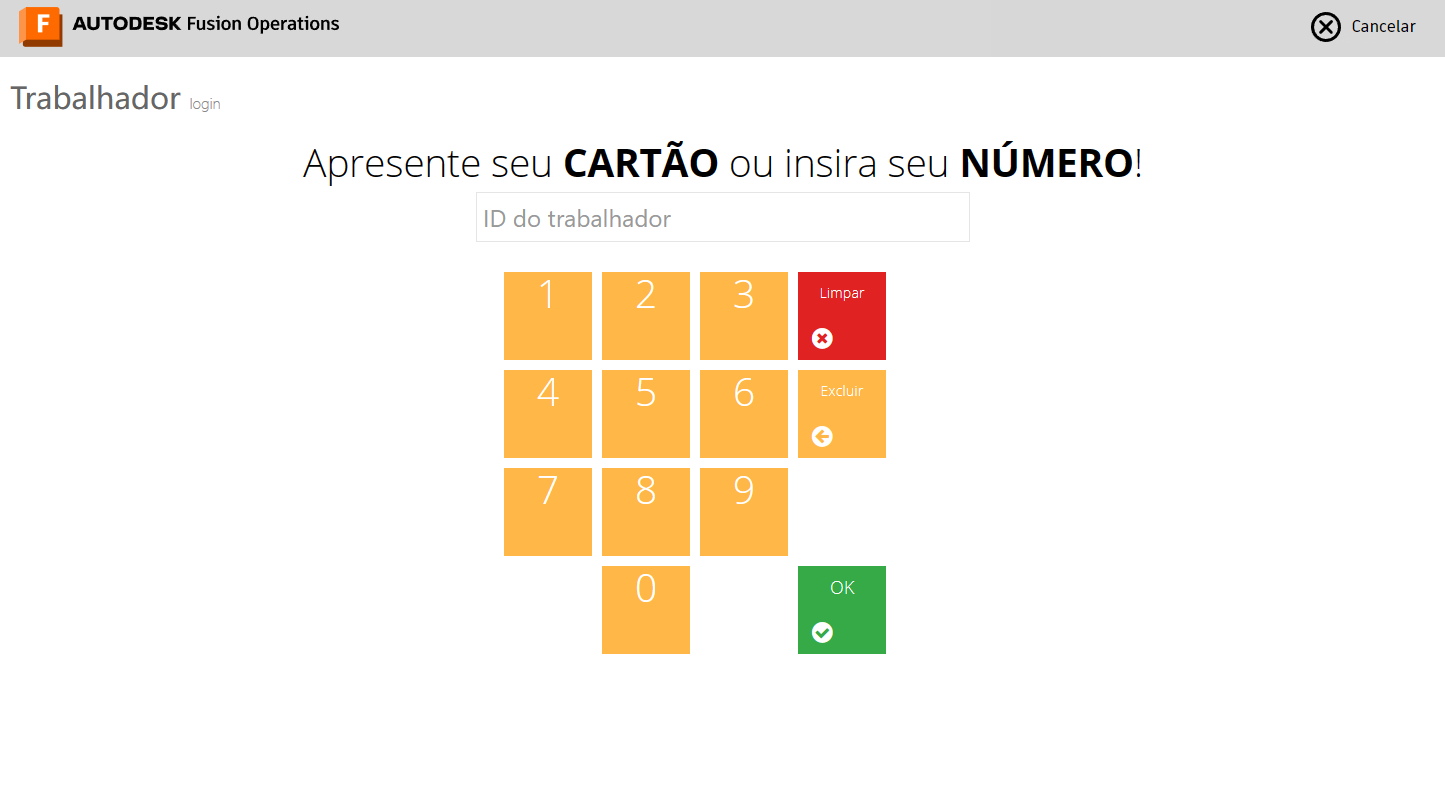 F AUTODESK Fusion Operations Cancelar
Trabalhador login
Apresente seu CARTÃO ou insira seu NÚMERO!
ID do trabalhador
1 2 3 Limpar
4 5 6 Excluir
7 8 9
0 OK